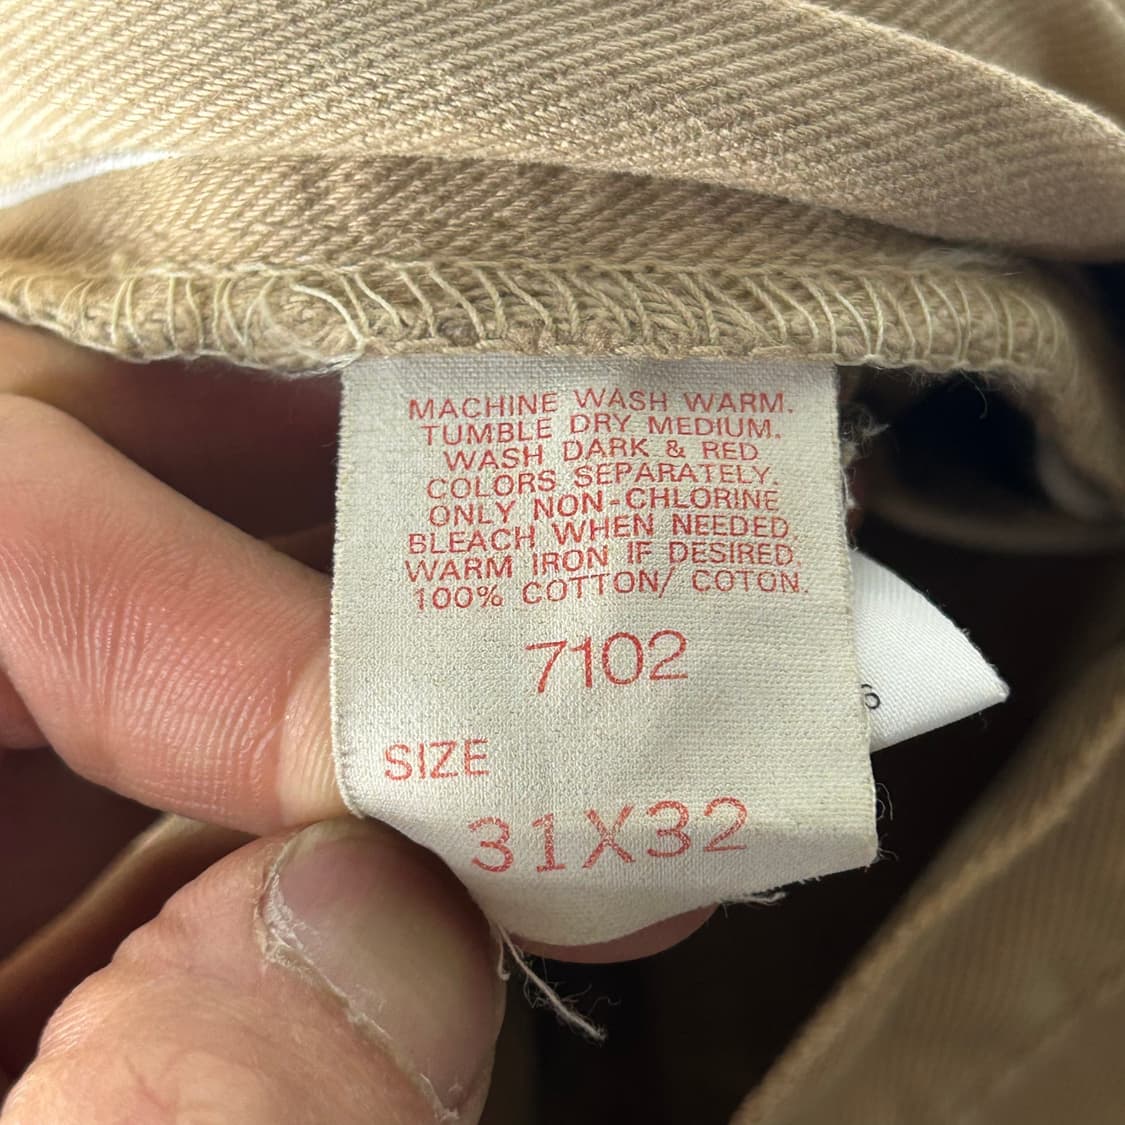 MACHINE WASH WARM.
TUMBLE DRY MEDIUM.
WASH DARK & RED
COLORS SEPARATELY.
ONLY NON-CHLORINE
BLEACH WHEN NEEDED.
WARM IRON IF DESIRED.
100% COTTON/ COTON.
7102
SIZE
31X32
6